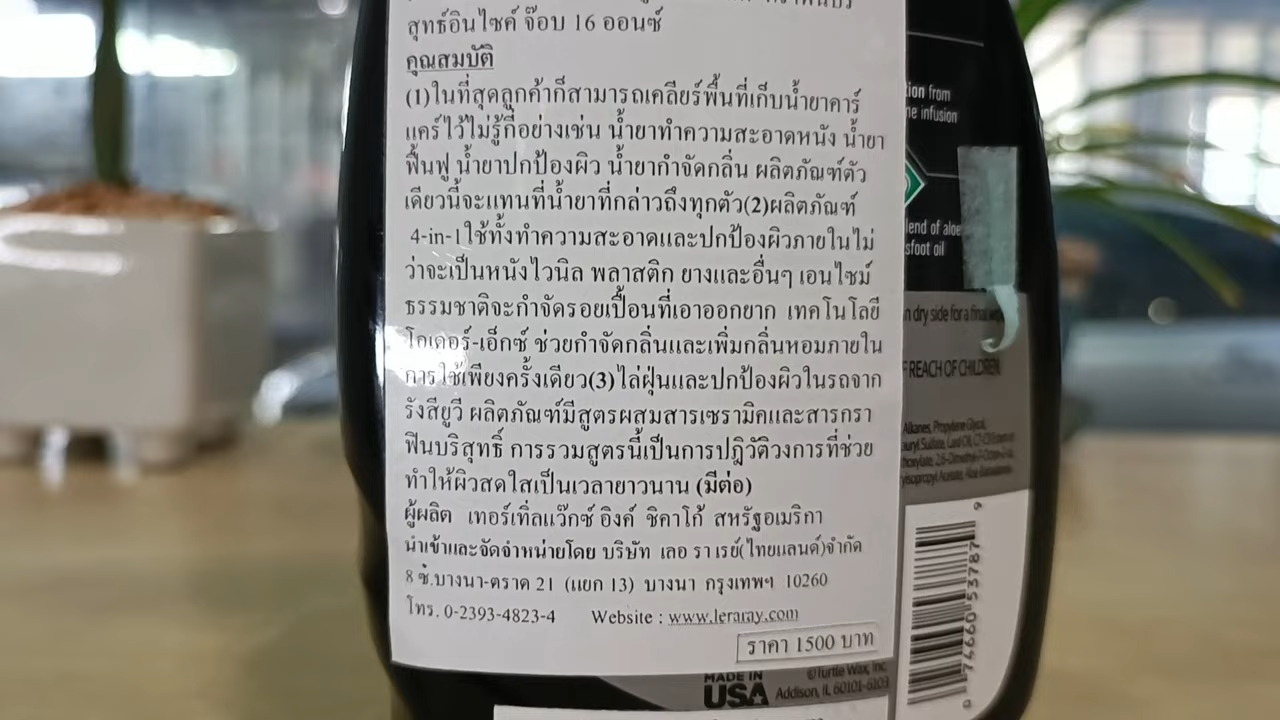 สุทธ์อินไซค์ จ๊อบ 16 ออนซ์
คุณสมบัติ
(1)ในที่สุดลูกค้าก็สามารถเคลียร์พื้นที่เก็บน้ำยาคาร์
แคร์ไว้ไม่รู้กี่อย่างเช่น น้ำยาทำความสะอาดหนัง น้ำยา
ฟื้นฟู น้ำยาปกป้องผิว น้ำยากำจัดกลิ่น ผลิตภัณฑ์ตัว
เดียวนี้จะแทนที่น้ำยาที่กล่าวถึงทุกตัว(2)ผลิตภัณฑ์
4-in-1ใช้ทั้งทำความสะอาดและปกป้องผิวภายในไม่
ว่าจะเป็นหนังไวนิล พลาสติก ยางและอื่นๆ เอนไซม์
ธรรมชาติจะกำจัดรอยเปื้อนที่เอาออกยาก เทคโนโลยี
โอเดอร์-เอ็กซ์ ช่วยกำจัดกลิ่นและเพิ่มกลิ่นหอมภายใน
การใช้เพียงครั้งเดียว(3)ไล่ฝุ่นและปกป้องผิวในรถจาก
รังสียูวี ผลิตภัณฑ์มีสูตรผสมสารเซรามิคและสารกรา
ฟินบริสุทธิ์ การรวมสูตรนี้เป็นการปฎิวัติวงการที่ช่วย
ทำให้ผิวสดใสเป็นเวลายาวนาน (มีต่อ)
ผู้ผลิต เทอร์เทิ่ลแว๊กซ์ อิงค์ ชิคาโก้ สหรัฐอเมริกา
นำเข้าและจัดจำหน่ายโดย บริษัท เลอ ราเรย์(ไทยแลนด์)จำกัด
8 ซ.บางนา-ตราด 21 (แยก 13) บางนา กรุงเทพฯ 10260
โทร. 0-2393-4823-4 Website : www.leraray.com
ราคา 1500 บาท
tion from
ne infusion
lend of aloe
sfoot oil
n dry side for a final
F REACH OF CHILDREN
Alkanes, Propylene Glycol,
auryl Sulfate, Lard Oil,
0 74660 53787 9
MADE IN
USA
©Turtle Wax, Inc.
Addison, IL 60101-6103